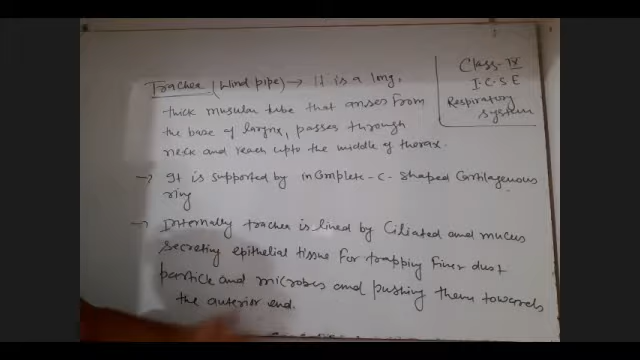 Class-IX
I.C.S.E
Respiratory
system
Trachea (Wind pipe) → It is a long,
thick musular tube that arises from
the base of larynx, passes through
neck and reach upto the middle of thorax.
→ It is supported by incomplete-C-shaped Cartilagenous
ring
→ Internally trachea is lined by Ciliated and mucus
secreting epithelial tissue for trapping finer dust
particle and microbes and pushing them towards
the anterior end.